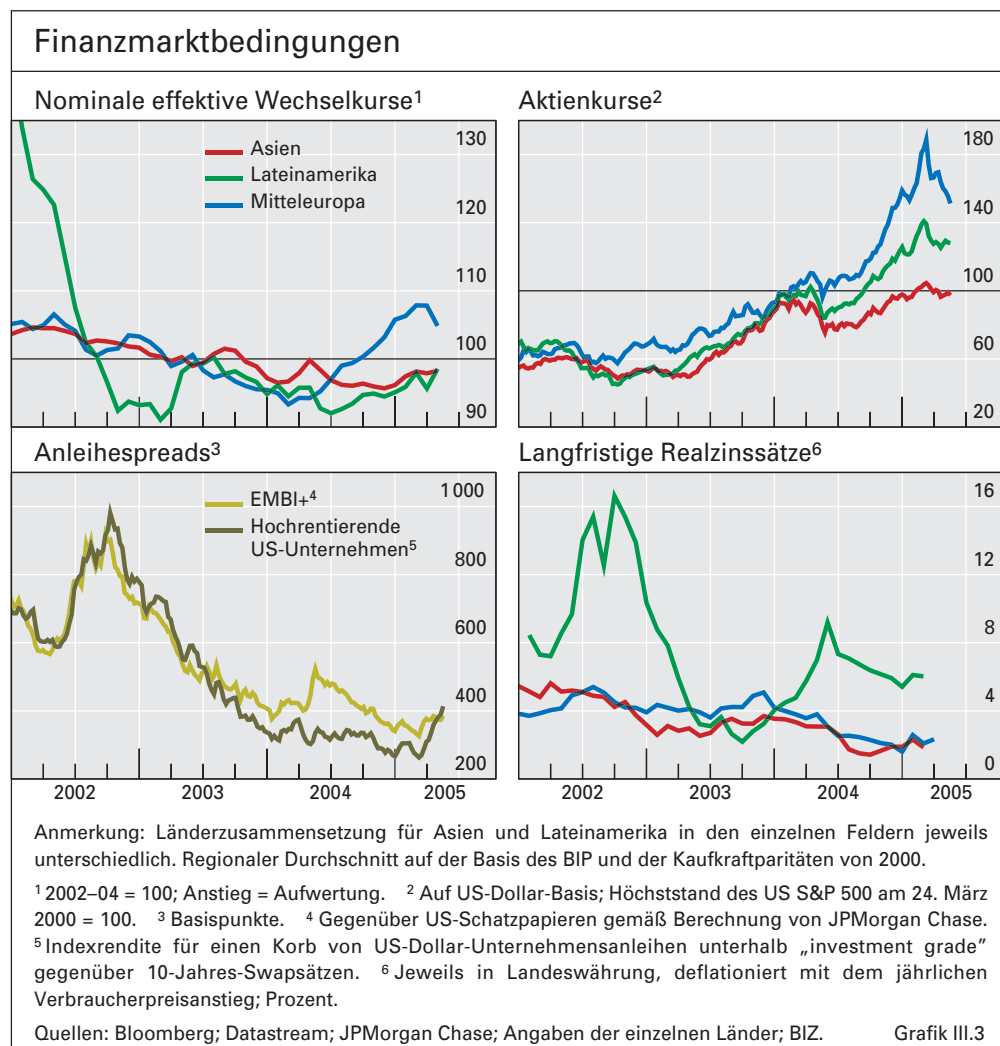 Finanzmarktbedingungen
Nominale effektive Wechselkurse¹
130
120
110
100
90
Asien
Lateinamerika
Mitteleuropa
Aktienkurse²
180
140
100
60
20
Anleihespreads³
1 000
800
600
400
200
EMBI+⁴
Hochrentierende
US-Unternehmen⁵
2002 2003 2004 2005
Langfristige Realzinssätze⁶
16
12
8
4
0
2002 2003 2004 2005
Anmerkung: Länderzusammensetzung für Asien und Lateinamerika in den einzelnen Feldern jeweils
unterschiedlich. Regionaler Durchschnitt auf der Basis des BIP und der Kaufkraftparitäten von 2000.
¹ 2002–04 = 100; Anstieg = Aufwertung. ² Auf US-Dollar-Basis; Höchststand des US S&P 500 am 24. März
2000 = 100. ³ Basispunkte. ⁴ Gegenüber US-Schatzpapieren gemäß Berechnung von JPMorgan Chase.
⁵ Indexrendite für einen Korb von US-Dollar-Unternehmensanleihen unterhalb „investment grade”
gegenüber 10-Jahres-Swapsätzen. ⁶ Jeweils in Landeswährung, deflationiert mit dem jährlichen
Verbraucherpreisanstieg; Prozent.
Quellen: Bloomberg; Datastream; JPMorgan Chase; Angaben der einzelnen Länder; BIZ. Grafik III.3